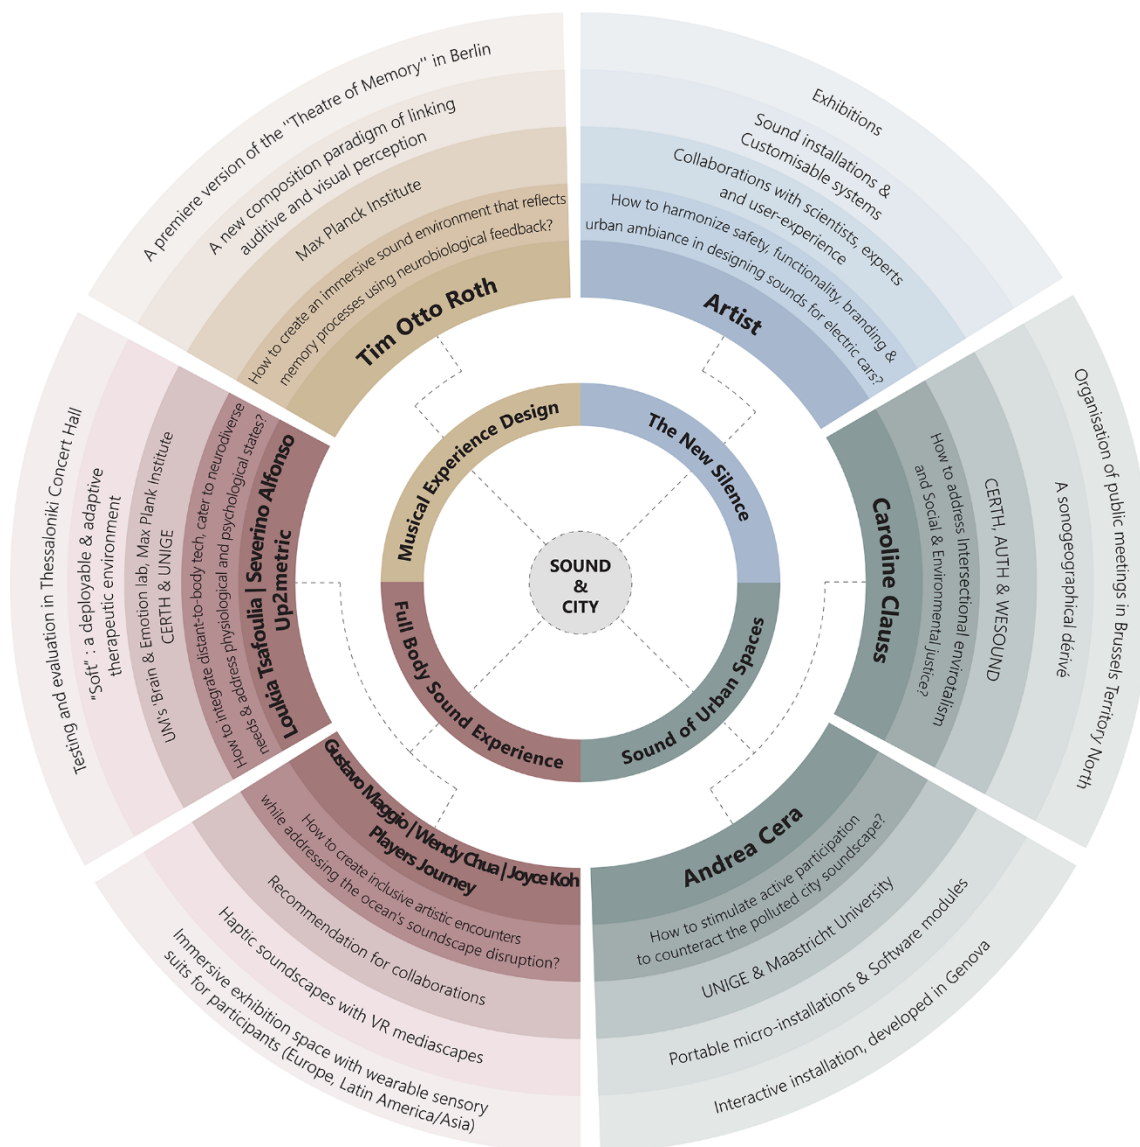 SOUND
&
CITY
Musical Experience Design
The New Silence
Sound of Urban Spaces
Full Body Sound Experience
Tim Otto Roth
How to create an immersive sound environment that reflects
memory processes using neurobiological feedback?
Max Planck Institute
A new composition paradigm of linking
auditive and visual perception
A premiere version of the "Theatre of Memory" in Berlin
Artist
How to harmonize safety, functionality, branding &
urban ambiance in designing sounds for electric cars?
Collaborations with scientists, experts
and user-experience
Sound installations &
Customisable systems
Exhibitions
Caroline Clauss
How to address Intersectional envirotalism
and Social & Environmental justice?
CERTH, AUTH & WESOUND
A sonogeographical dérivé
Organisation of public meetings in Brussels Territory North
Andrea Cera
How to stimulate active participation
to counteract the polluted city soundscape?
UNIGE & Maastricht University
Portable micro-installations & Software modules
Interactive installation, developed in Genova
Gustavo Maggio | Wendy Chua | Joyce Koh
Players Journey
How to create inclusive artistic encounters
while addressing the ocean's soundscape disruption?
Recommendation for collaborations
Haptic soundscapes with VR mediascapes
Immersive exhibition space with wearable sensory
suits for participants (Europe, Latin America/Asia)
Loukia Tsafoulia | Severino Alfonso
Up2metric
How to integrate distant-to-body tech, cater to neurodiverse
needs & address physiological and psychological states?
UM's 'Brain & Emotion lab, Max Plank Institute
CERTH & UNIGE
"Soft" : a deployable & adaptive
therapeutic environment
Testing and evaluation in Thessaloniki Concert Hall